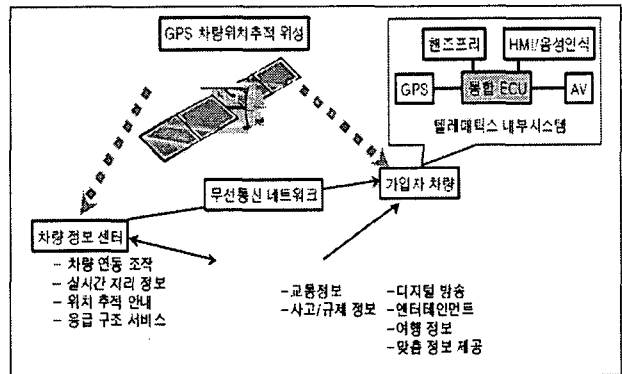 GPS 차량위치추적 위성
핸즈프리
HMI/음성인식
GPS
통합 ECU
AV
텔레매틱스 내부시스템
무선통신 네트워크
가입자 차량
차량 정보 센터
– 차량 연동 조작
– 실시간 지리 정보
– 위치 추적 안내
– 응급 구조 서비스
–교통정보
–사고/규제 정보
–디지털 방송
–엔터테인먼트
–여행 정보
–맞춤 정보 제공